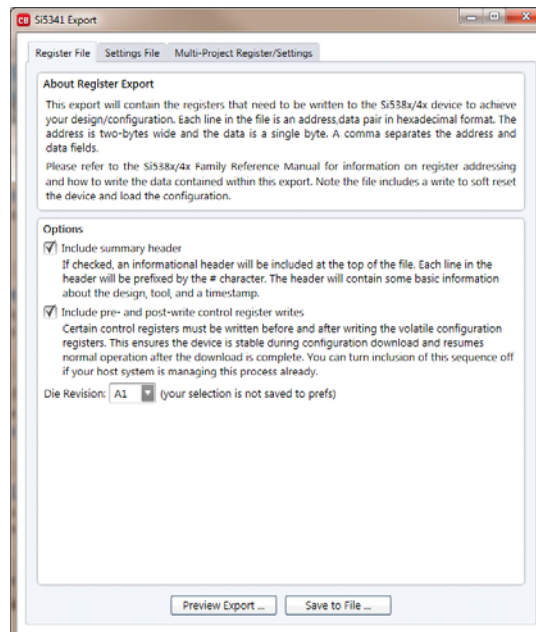 CB Si5341 Export
Register File Settings File Multi-Project Register/Settings
About Register Export
This export will contain the registers that need to be written to the Si538x/4x device to achieve
your design/configuration. Each line in the file is an address,data pair in hexadecimal format. The
address is two-bytes wide and the data is a single byte. A comma separates the address and
data fields.
Please refer to the Si538x/4x Family Reference Manual for information on register addressing
and how to write the data contained within this export. Note the file includes a write to soft reset
the device and load the configuration.
Options
Include summary header
If checked, an informational header will be included at the top of the file. Each line in the
header will be prefixed by the # character. The header will contain some basic information
about the design, tool, and a timestamp.
Include pre- and post-write control register writes
Certain control registers must be written before and after writing the volatile configuration
registers. This ensures the device is stable during configuration download and resumes
normal operation after the download is complete. You can turn inclusion of this sequence off
if your host system is managing this process already.
Die Revision: A1 (your selection is not saved to prefs)
Preview Export ... Save to File ...